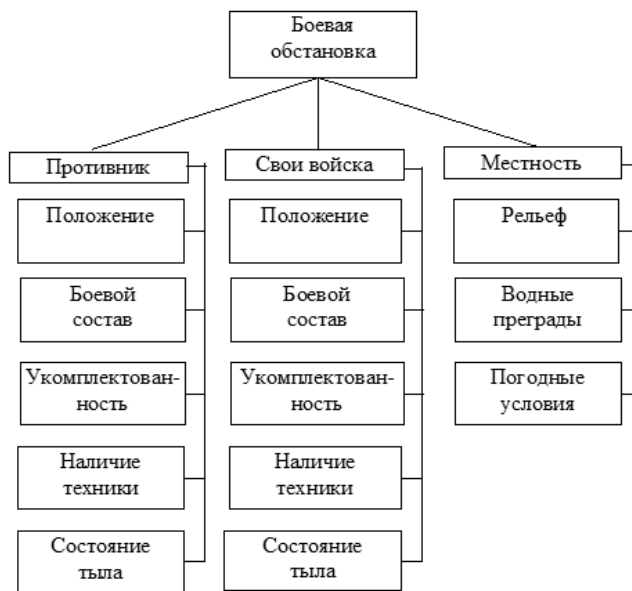 Боевая
обстановка
Противник
Свои войска
Местность
Положение
Положение
Рельеф
Боевой
состав
Боевой
состав
Водные
преграды
Укомплектован-
ность
Укомплектован-
ность
Погодные
условия
Наличие
техники
Наличие
техники
Состояние
тыла
Состояние
тыла